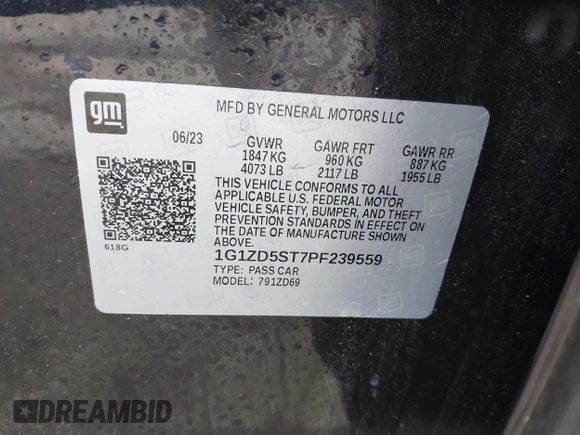 gm
MFD BY GENERAL MOTORS LLC
06/23 GVWR GAWR FRT GAWR RR
1847 KG 960 KG 887 KG
4073 LB 2117 LB 1955 LB
THIS VEHICLE CONFORMS TO ALL
APPLICABLE U.S. FEDERAL MOTOR
VEHICLE SAFETY, BUMPER, AND THEFT
PREVENTION STANDARDS IN EFFECT ON
THE DATE OF MANUFACTURE SHOWN
ABOVE.
618G
1G1ZD5ST7PF239559
TYPE: PASS CAR
MODEL: 791ZD69
DREAMBID